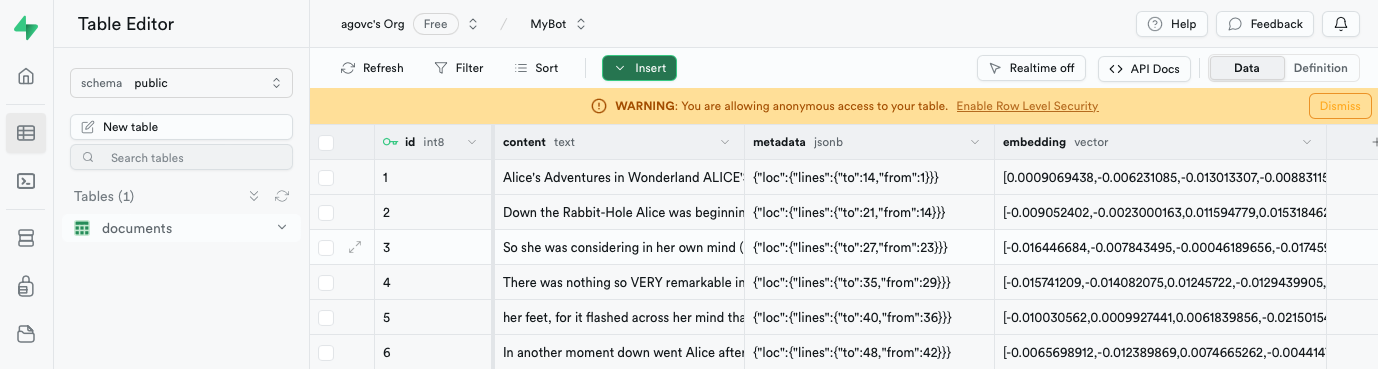 Table Editor
agovc's Org Free / MyBot Help Feedback
schema public
Refresh Filter Sort Insert Realtime off API Docs Data Definition
WARNING: You are allowing anonymous access to your table. Enable Row Level Security Dismiss
New table
Search tables
Tables (1)
documents
id int8 content text metadata jsonb embedding vector
1 Alice's Adventures in Wonderland ALICE' {"loc":{"lines":{"to":14,"from":1}}} [0.0009069438,-0.006231085,-0.013013307,-0.00883115
2 Down the Rabbit-Hole Alice was beginnin {"loc":{"lines":{"to":21,"from":14}}} [-0.009052402,-0.0023000163,0.011594779,0.015318462
3 So she was considering in her own mind ( {"loc":{"lines":{"to":27,"from":23}}} [-0.016446684,-0.007843495,-0.00046189656,-0.01745
4 There was nothing so VERY remarkable in {"loc":{"lines":{"to":35,"from":29}}} [-0.015741209,-0.014082075,0.01245722,-0.0129439905,
5 her feet, for it flashed across her mind tha {"loc":{"lines":{"to":40,"from":36}}} [-0.010030562,0.0009927441,0.0061839856,-0.0215015
6 In another moment down went Alice after {"loc":{"lines":{"to":48,"from":42}}} [-0.0065698912,-0.012389869,0.0074665262,-0.004414